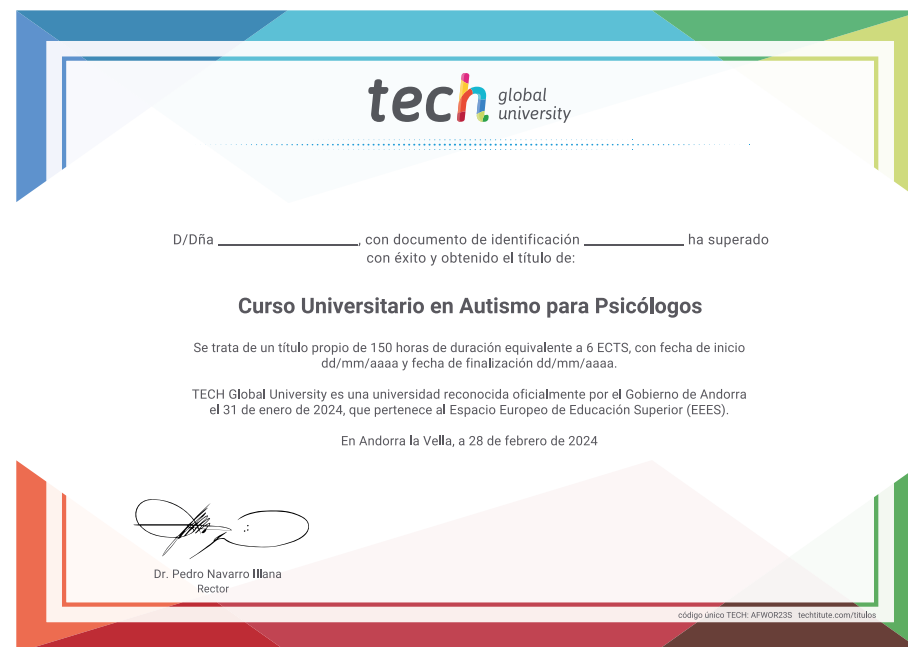 tech global university
D/Dña ____________________, con documento de identificación ______________ ha superado
con éxito y obtenido el título de:
Curso Universitario en Autismo para Psicólogos
Se trata de un título propio de 150 horas de duración equivalente a 6 ECTS, con fecha de inicio
dd/mm/aaaa y fecha de finalización dd/mm/aaaa.
TECH Global University es una universidad reconocida oficialmente por el Gobierno de Andorra
el 31 de enero de 2024, que pertenece al Espacio Europeo de Educación Superior (EEES).
En Andorra la Vella, a 28 de febrero de 2024
Dr. Pedro Navarro Illana
Rector
código único TECH: AFWOR23S techtitute.com/titulos